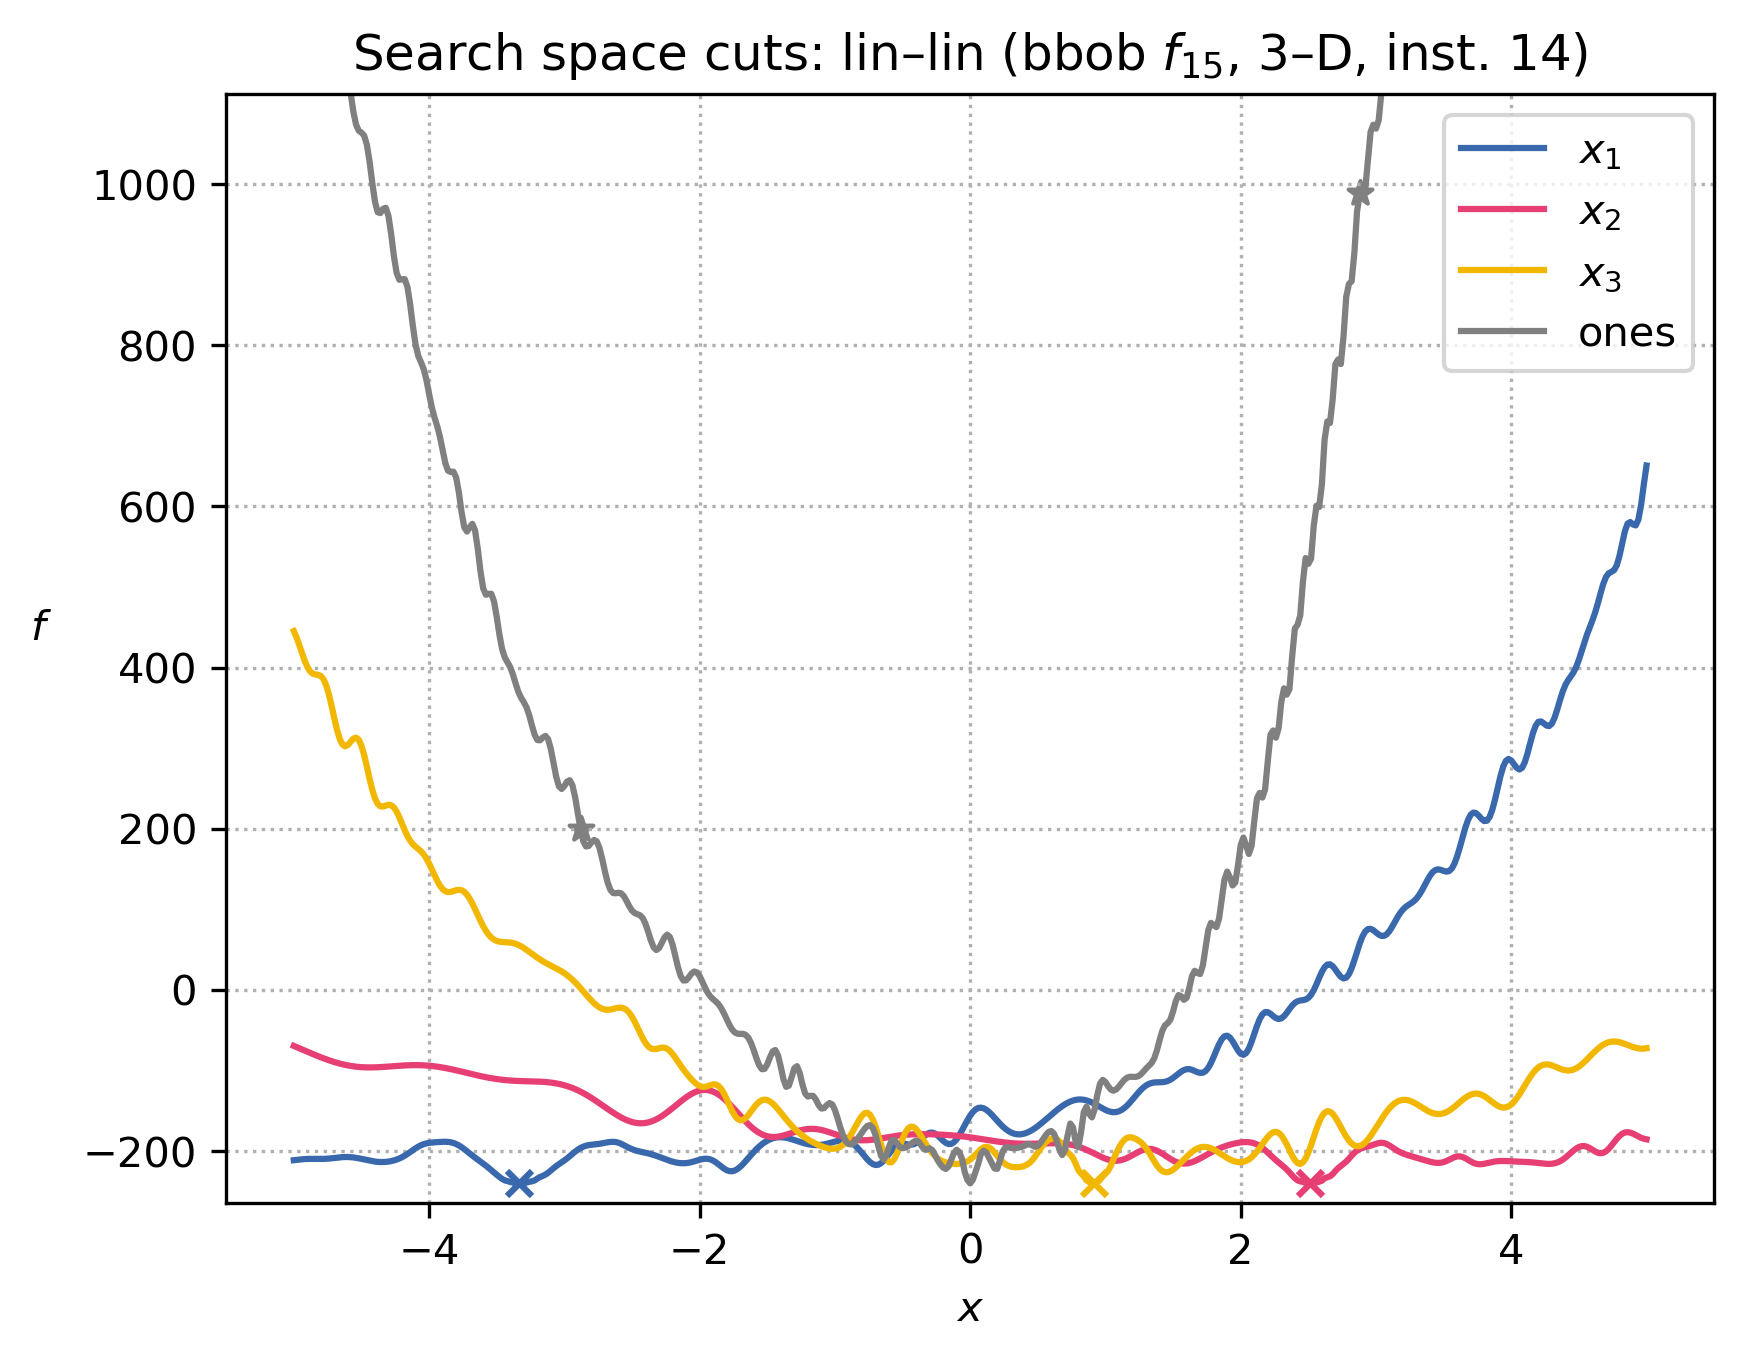 Search space cuts: lin–lin (bbob f₁₅, 3–D, inst. 14)
x₁
x₂
x₃
ones
1000
800
600
400
200
0
−200
f
−4
−2
0
2
4
x